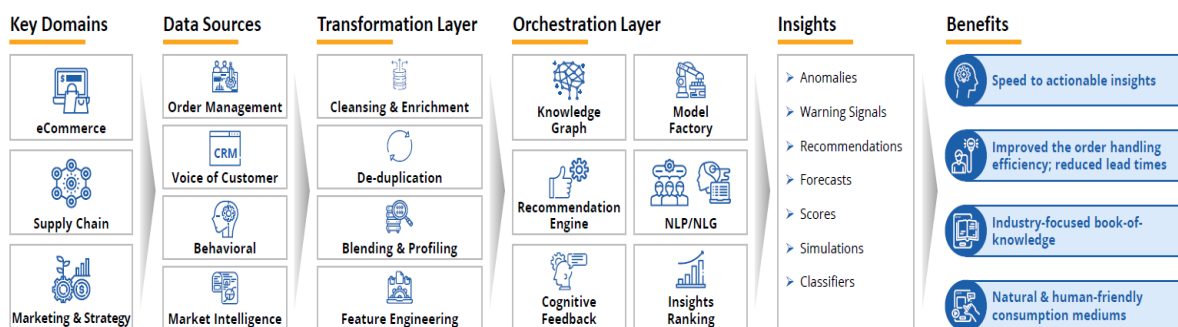 Key Domains
eCommerce
Supply Chain
Marketing & Strategy
Data Sources
Order Management
CRM
Voice of Customer
Behavioral
Market Intelligence
Transformation Layer
Cleansing & Enrichment
De-duplication
Blending & Profiling
Feature Engineering
Orchestration Layer
Knowledge
Graph
Model
Factory
Recommendation
Engine
NLP/NLG
Cognitive
Feedback
Insights
Ranking
Insights
Anomalies
Warning Signals
Recommendations
Forecasts
Scores
Simulations
Classifiers
Benefits
Speed to actionable insights
Improved the order handling
efficiency; reduced lead times
Industry-focused book-of-
knowledge
Natural & human-friendly
consumption mediums